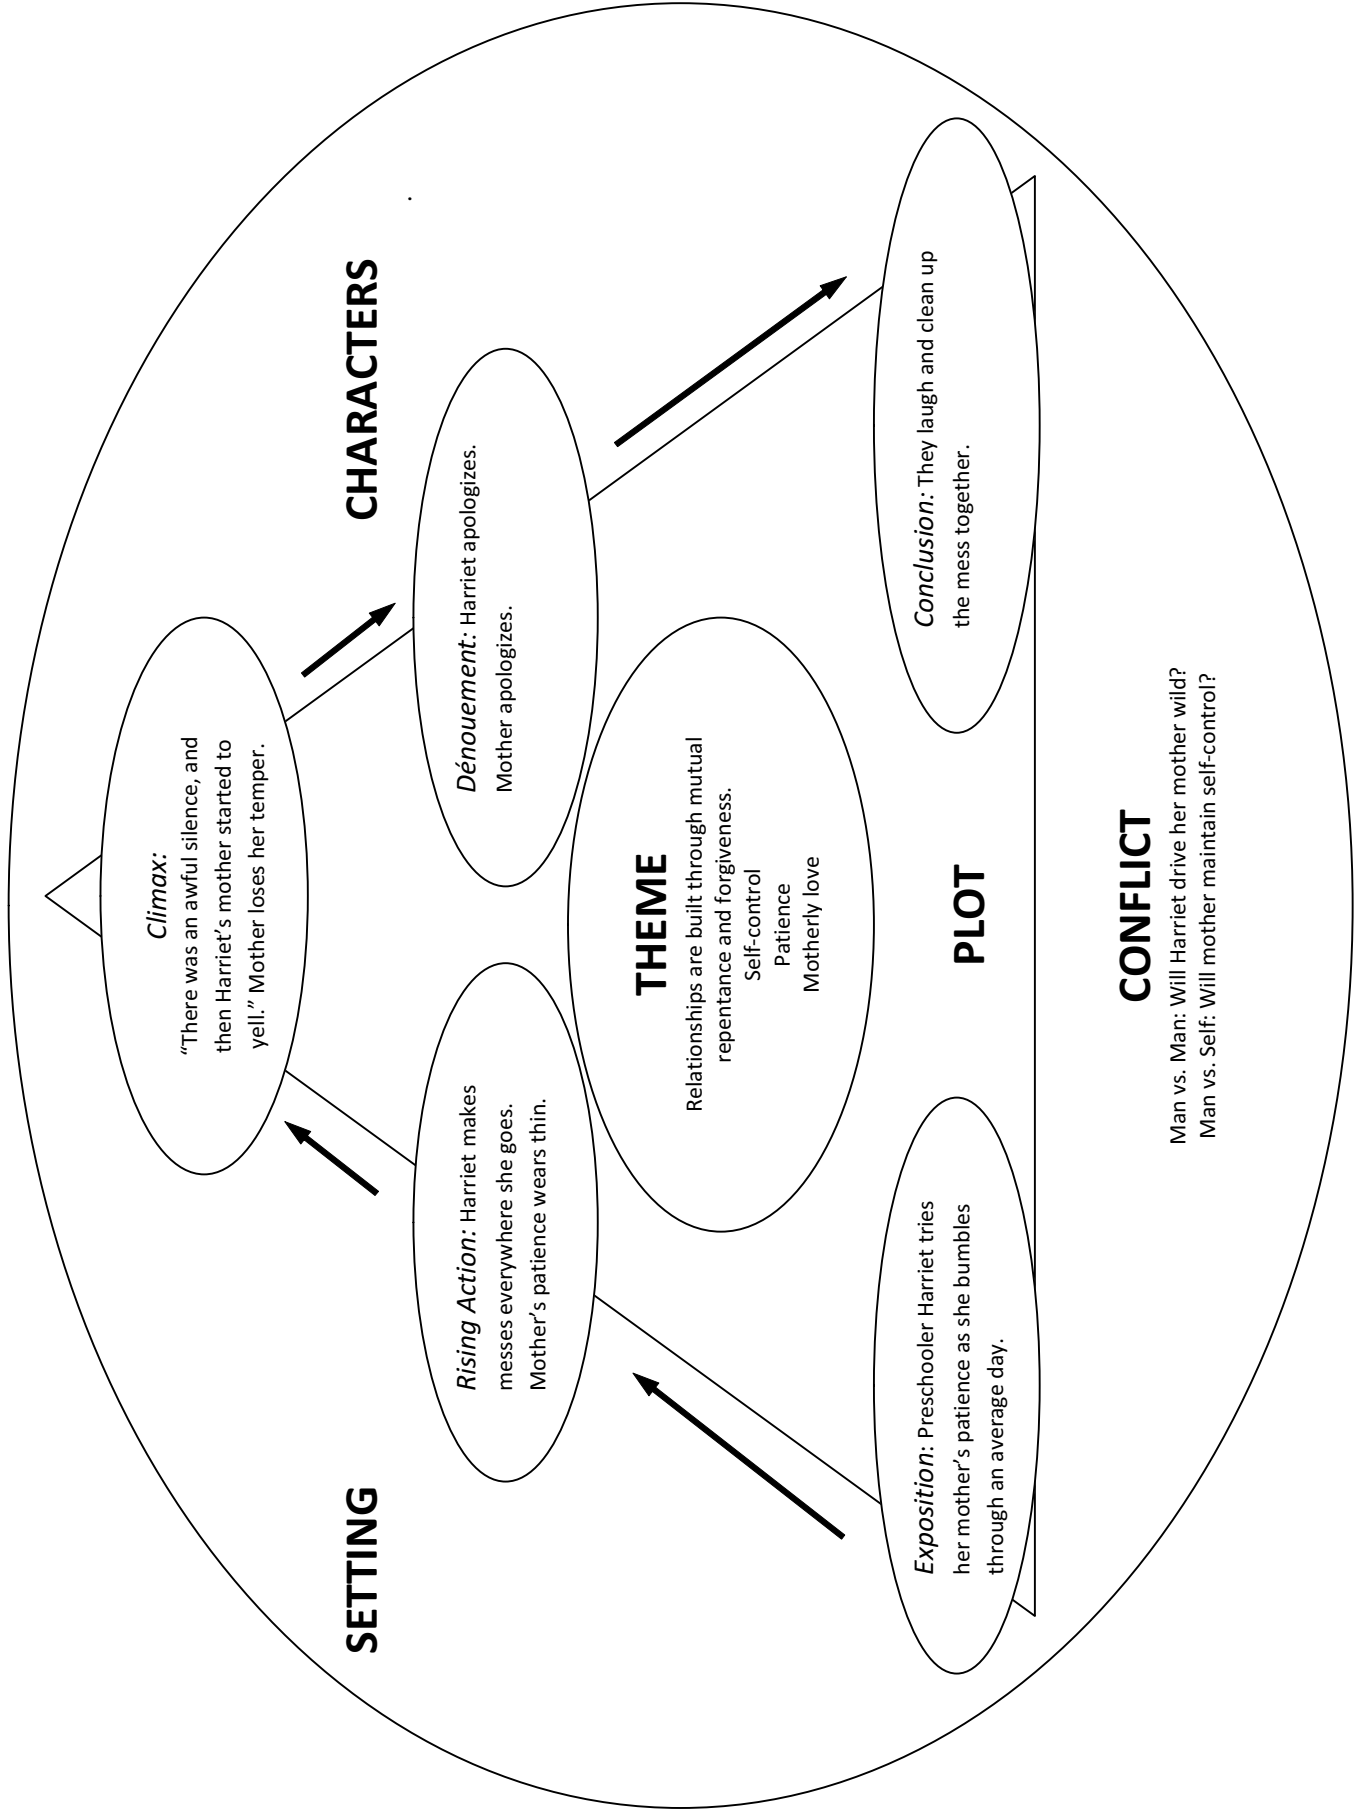 Climax:
“There was an awful silence, and
then Harriet’s mother started to
yell.” Mother loses her temper.
SETTING
CHARACTERS
Rising Action: Harriet makes
messes everywhere she goes.
Mother’s patience wears thin.
Dénouement: Harriet apologizes.
Mother apologizes.
THEME
Relationships are built through mutual
repentance and forgiveness.
Self-control
Patience
Motherly love
Exposition: Preschooler Harriet tries
her mother’s patience as she bumbles
through an average day.
PLOT
Conclusion: They laugh and clean up
the mess together.
CONFLICT
Man vs. Man: Will Harriet drive her mother wild?
Man vs. Self: Will mother maintain self-control?